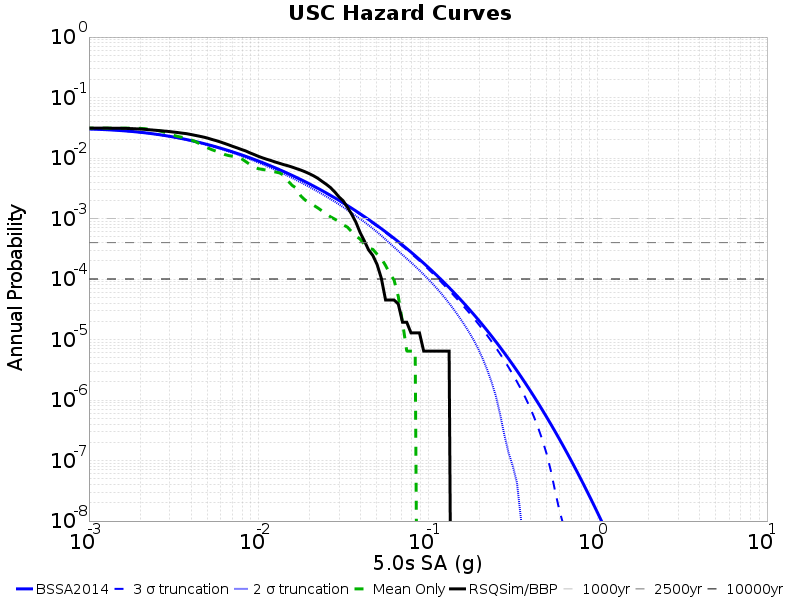 USC Hazard Curves
10^0
10^-1
10^-2
10^-3
10^-4
10^-5
10^-6
10^-7
10^-8
Annual Probability
10^-3 10^-2 10^-1 10^0 10^1
5.0s SA (g)
BSSA2014 3 σ truncation 2 σ truncation Mean Only RSQSim/BBP 1000yr 2500yr 10000yr